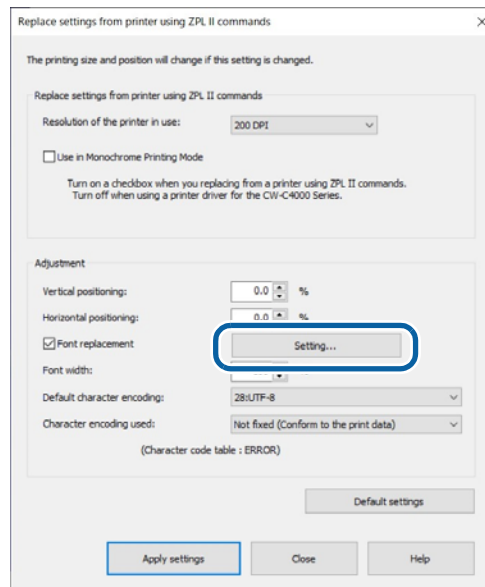 Replace settings from printer using ZPL II commands
The printing size and position will change if this setting is changed.
Replace settings from printer using ZPL II commands
Resolution of the printer in use: 200 DPI
Use in Monochrome Printing Mode
Turn on a checkbox when you replacing from a printer using ZPL II commands.
Turn off when using a printer driver for the CW-C4000 Series.
Adjustment
Vertical positioning: 0.0 %
Horizontal positioning: 0.0 %
Font replacement Setting...
Font width:
Default character encoding: 28:UTF-8
Character encoding used: Not fixed (Conform to the print data)
(Character code table : ERROR)
Default settings
Apply settings Close Help